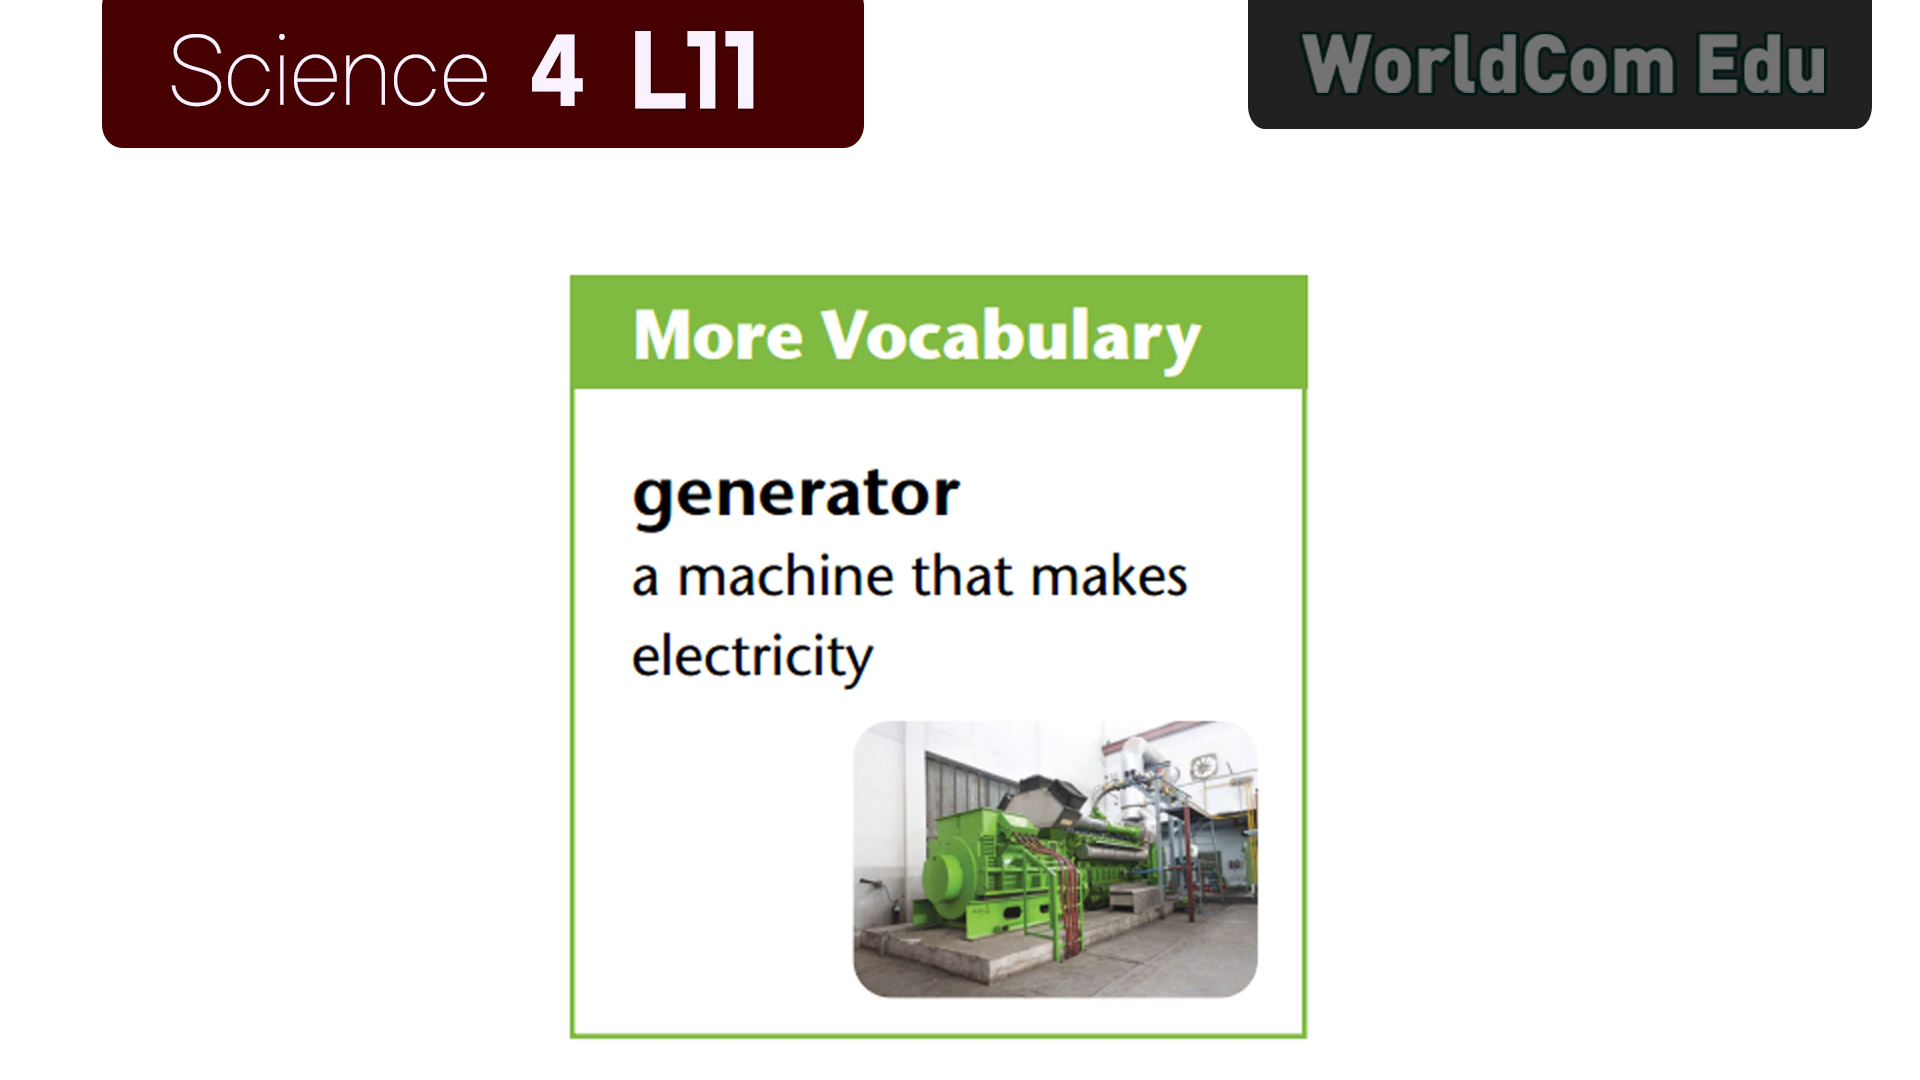 Science 4 L11
WorldCom Edu
More Vocabulary
generator
a machine that makes
electricity